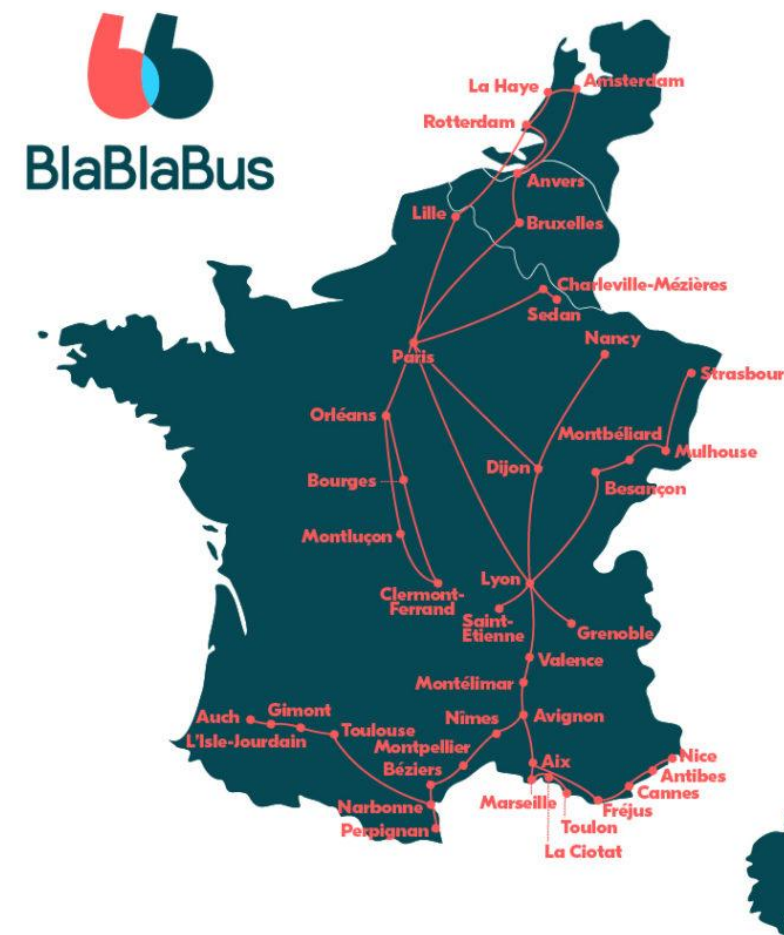 BlaBlaBus
La Haye
Amsterdam
Rotterdam
Anvers
Lille
Bruxelles
Charleville-Mézières
Sedan
Nancy
Paris
Strasbour
Orléans
Montbéliard
Mulhouse
Dijon
Bourges
Besançon
Montluçon
Lyon
Clermont-
Ferrand
Saint-
Etienne
Grenoble
Valence
Montélimar
Auch
Gimont
Nîmes
Avignon
L'Isle-Jourdain
Toulouse
Montpellier
Béziers
Aix
Nice
Antibes
Cannes
Marseille
Narbonne
Fréjus
Perpignan
Toulon
La Ciotat